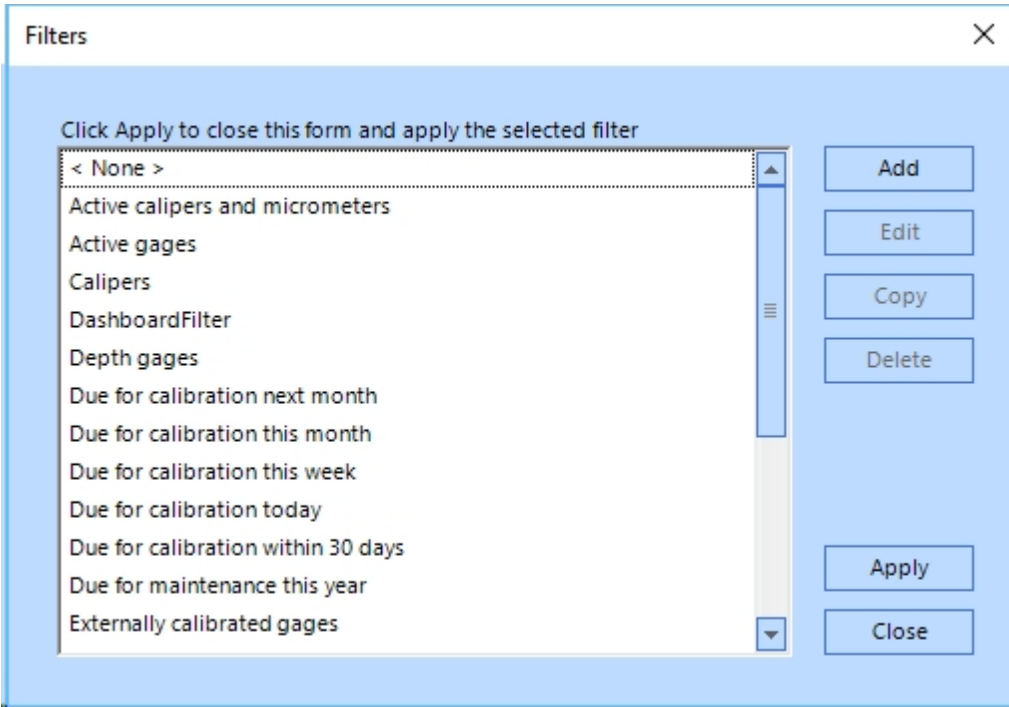 Filters
Click Apply to close this form and apply the selected filter
< None >
Active calipers and micrometers
Active gages
Calipers
DashboardFilter
Depth gages
Due for calibration next month
Due for calibration this month
Due for calibration this week
Due for calibration today
Due for calibration within 30 days
Due for maintenance this year
Externally calibrated gages
Add
Edit
Copy
Delete
Apply
Close